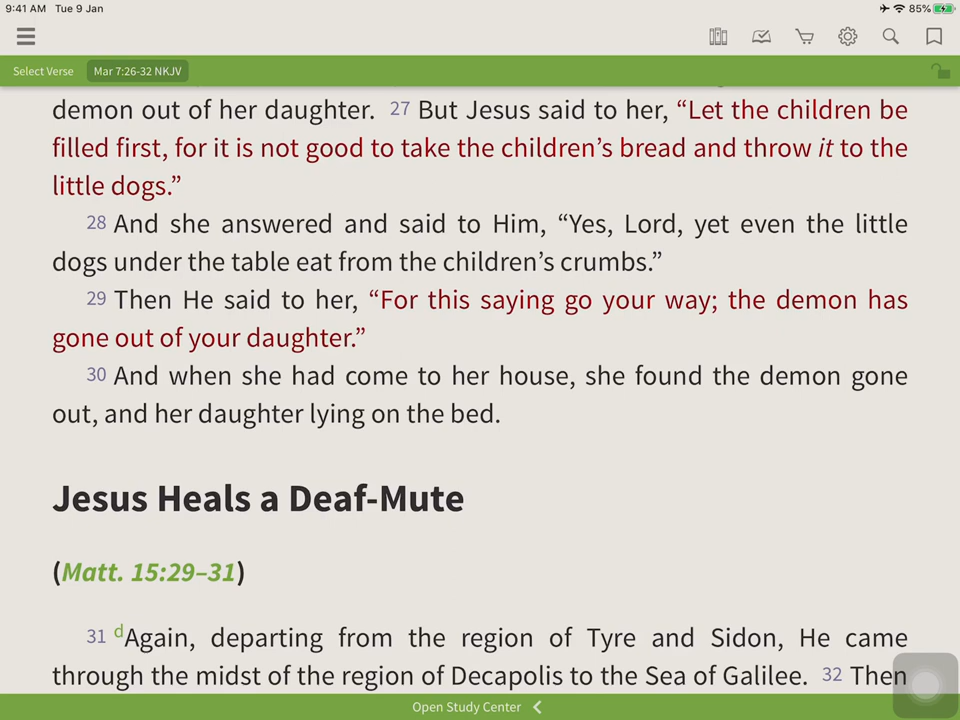 9:41 AM Tue 9 Jan 85%
Select Verse Mar 7:26-32 NKJV
demon out of her daughter. 27 But Jesus said to her, “Let the children be
filled first, for it is not good to take the children’s bread and throw it to the
little dogs.”
28 And she answered and said to Him, “Yes, Lord, yet even the little
dogs under the table eat from the children’s crumbs.”
29 Then He said to her, “For this saying go your way; the demon has
gone out of your daughter.”
30 And when she had come to her house, she found the demon gone
out, and her daughter lying on the bed.
Jesus Heals a Deaf-Mute
(Matt. 15:29–31)
31 dAgain, departing from the region of Tyre and Sidon, He came
through the midst of the region of Decapolis to the Sea of Galilee. 32 Then
Open Study Center